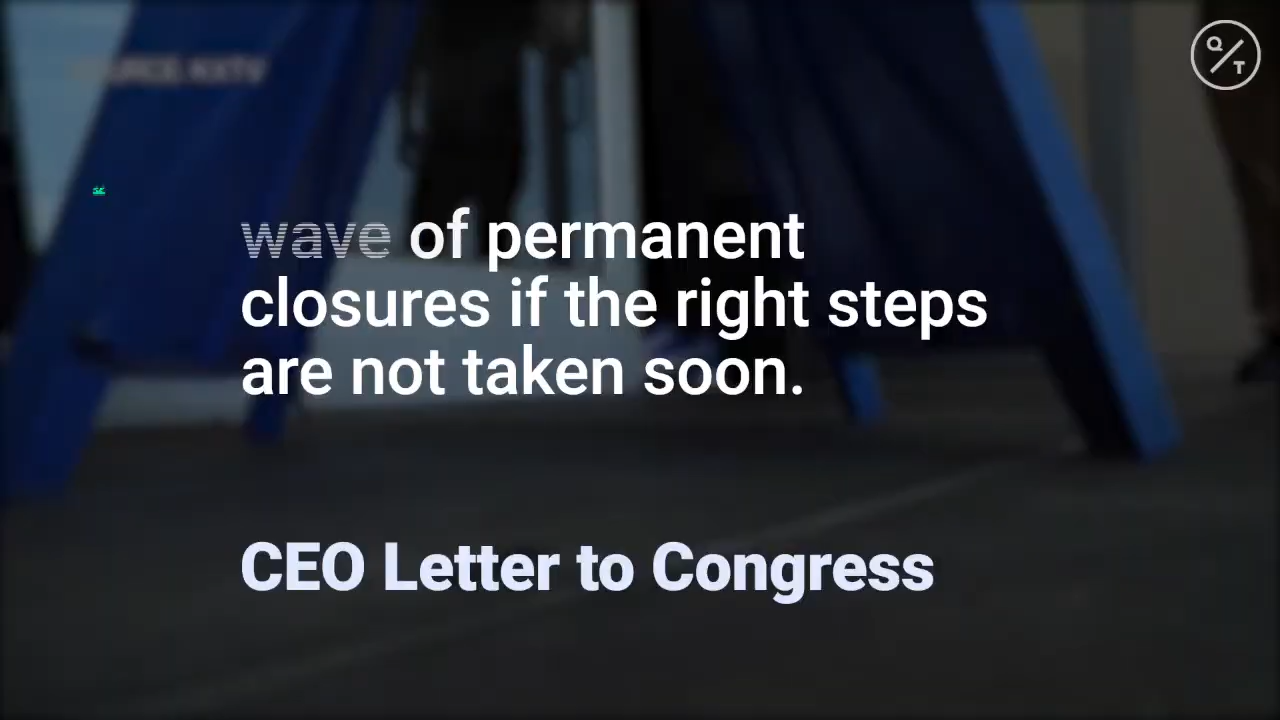 Q
T
wave of permanent
closures if the right steps
are not taken soon.
CEO Letter to Congress